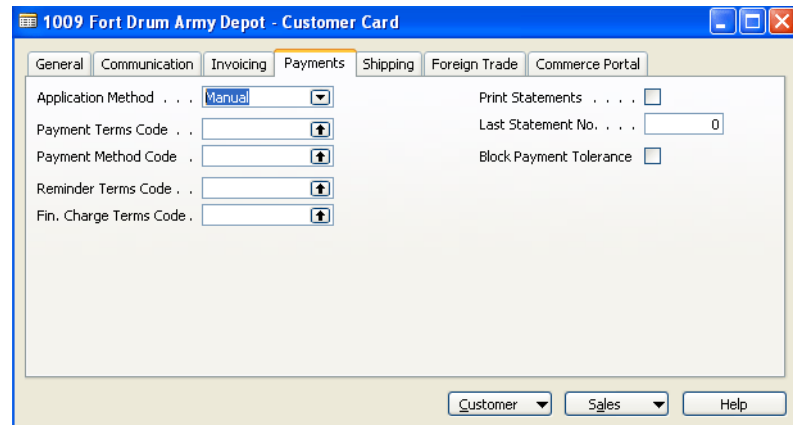 1009 Fort Drum Army Depot - Customer Card
General Communication Invoicing Payments Shipping Foreign Trade Commerce Portal
Application Method . . . Manual Print Statements . . . .
Payment Terms Code . . Last Statement No. . . . 0
Payment Method Code . Block Payment Tolerance
Reminder Terms Code . .
Fin. Charge Terms Code .
Customer Sales Help